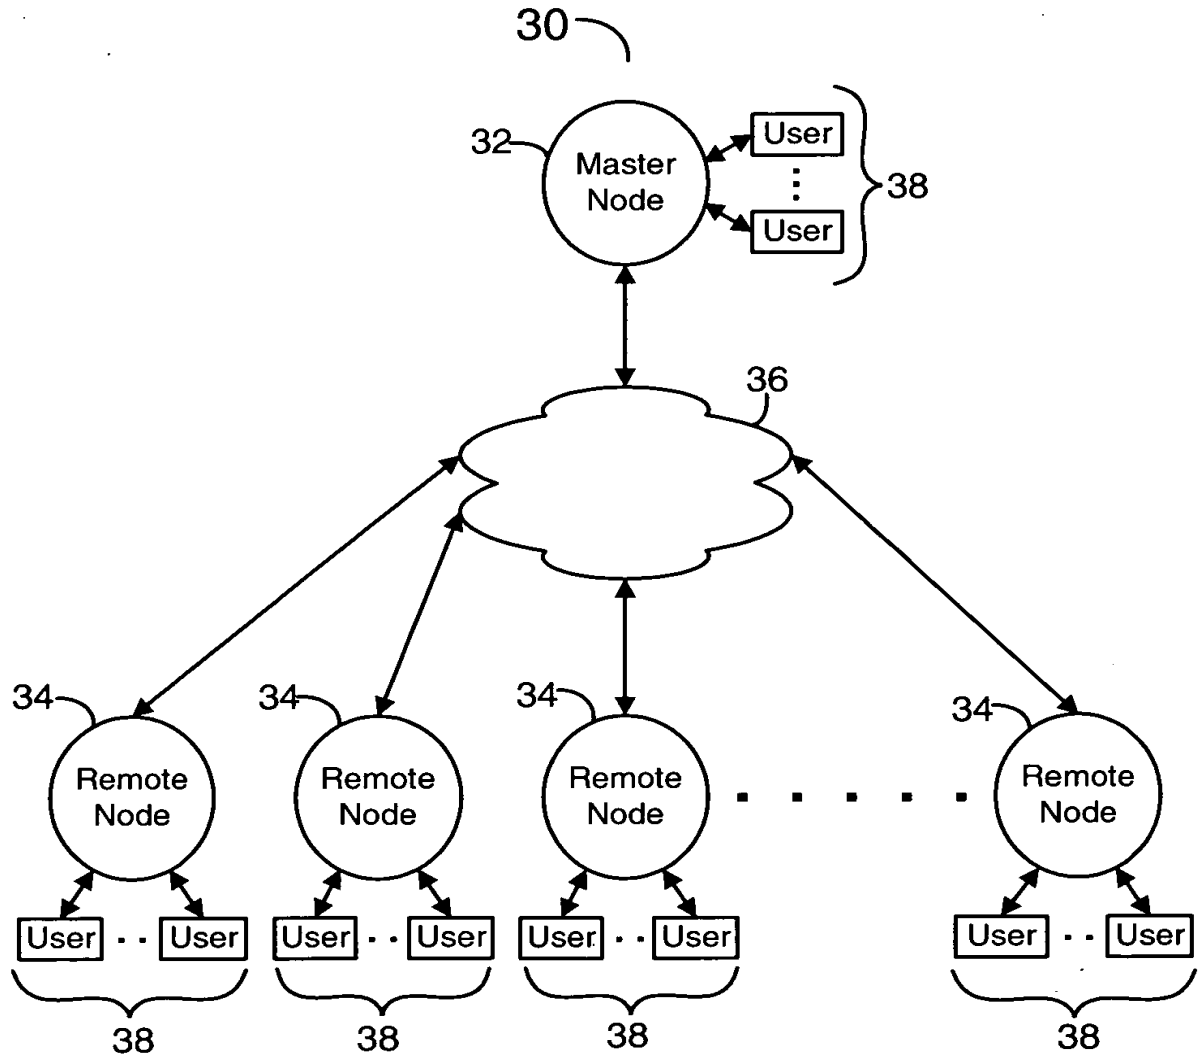 30
32
Master
Node
User
User
38
36
34
34
34
34
Remote
Node
Remote
Node
Remote
Node
Remote
Node
User
User
User
User
User
User
User
User
38
38
38
38